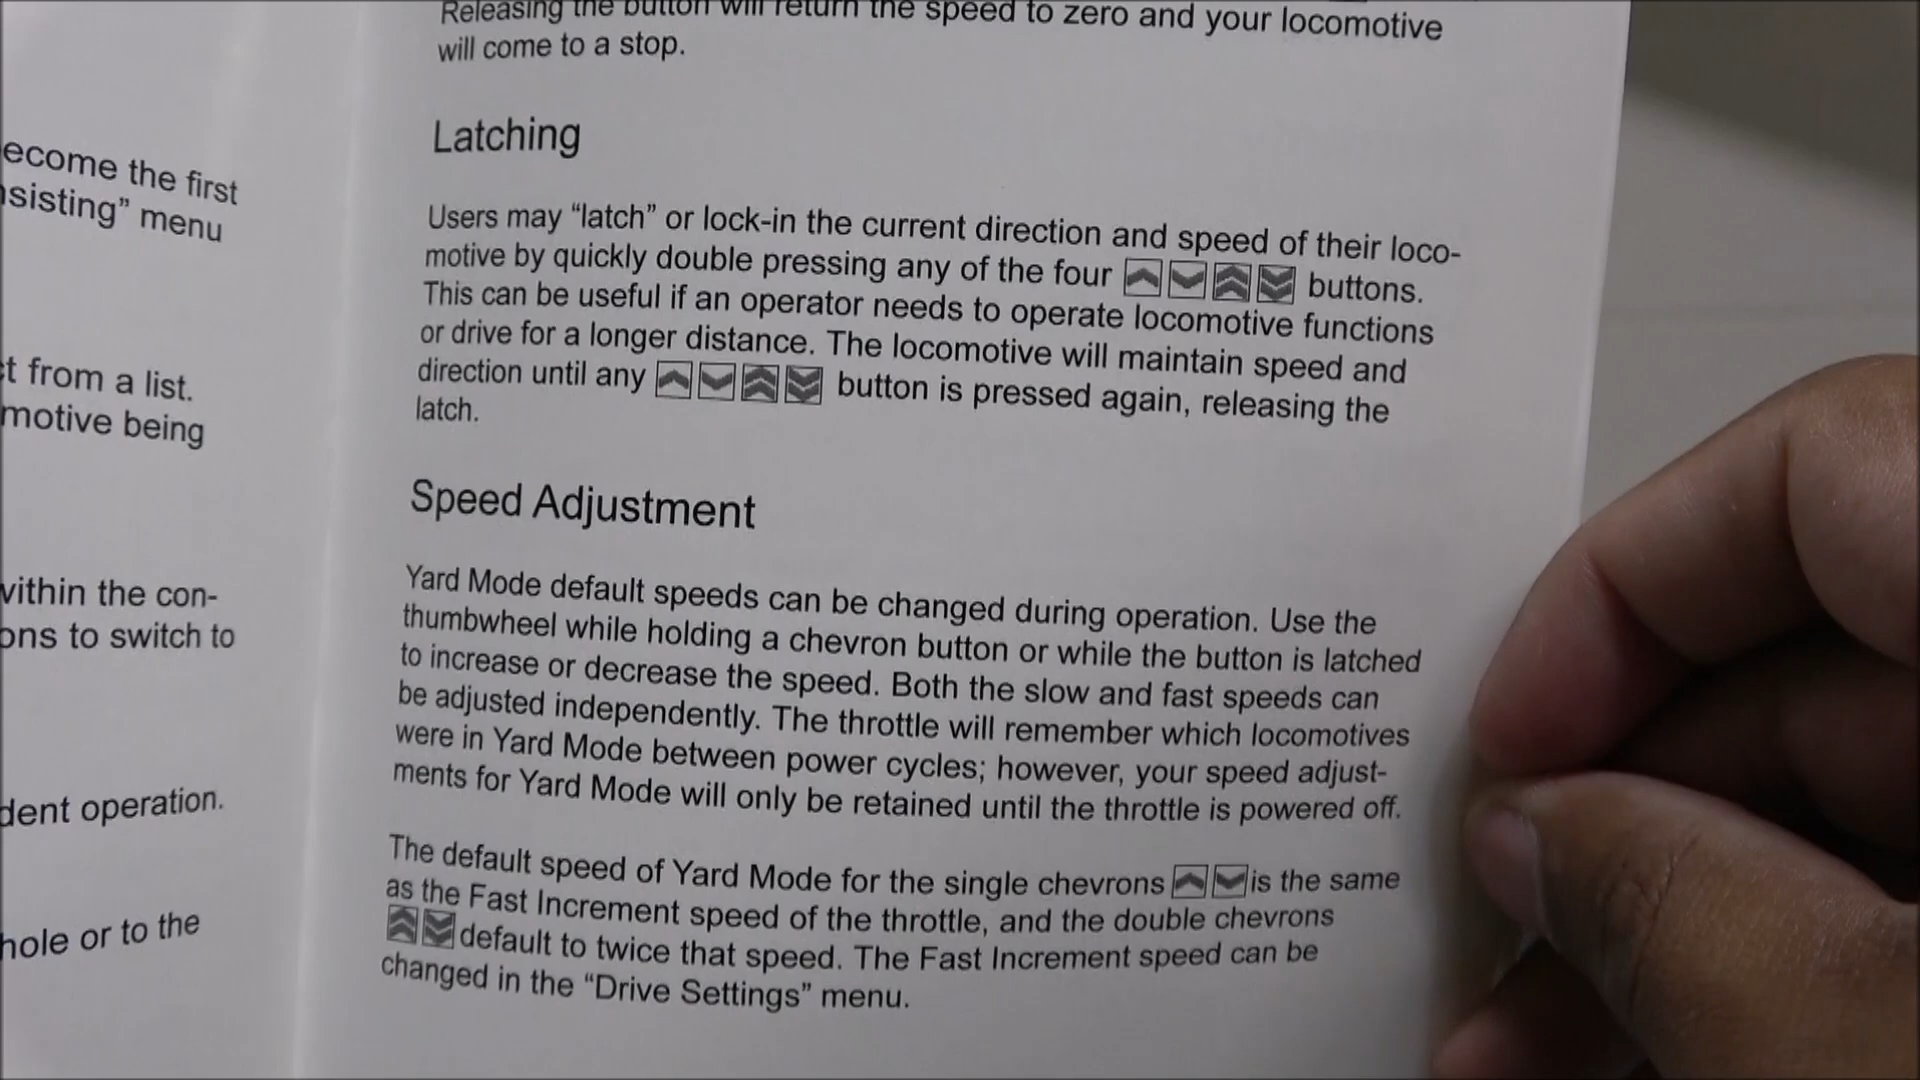 ecome the first
nsisting” menu
t from a list.
motive being
within the con-
ons to switch to
dent operation.
hole or to the
Releasing the button will return the speed to zero and your locomotive
will come to a stop.
Latching
Users may “latch” or lock-in the current direction and speed of their loco-
motive by quickly double pressing any of the four buttons.
This can be useful if an operator needs to operate locomotive functions
or drive for a longer distance. The locomotive will maintain speed and
direction until any button is pressed again, releasing the
latch.
Speed Adjustment
Yard Mode default speeds can be changed during operation. Use the
thumbwheel while holding a chevron button or while the button is latched
to increase or decrease the speed. Both the slow and fast speeds can
be adjusted independently. The throttle will remember which locomotives
were in Yard Mode between power cycles; however, your speed adjust-
ments for Yard Mode will only be retained until the throttle is powered off.
The default speed of Yard Mode for the single chevrons is the same
as the Fast Increment speed of the throttle, and the double chevrons
default to twice that speed. The Fast Increment speed can be
changed in the “Drive Settings” menu.